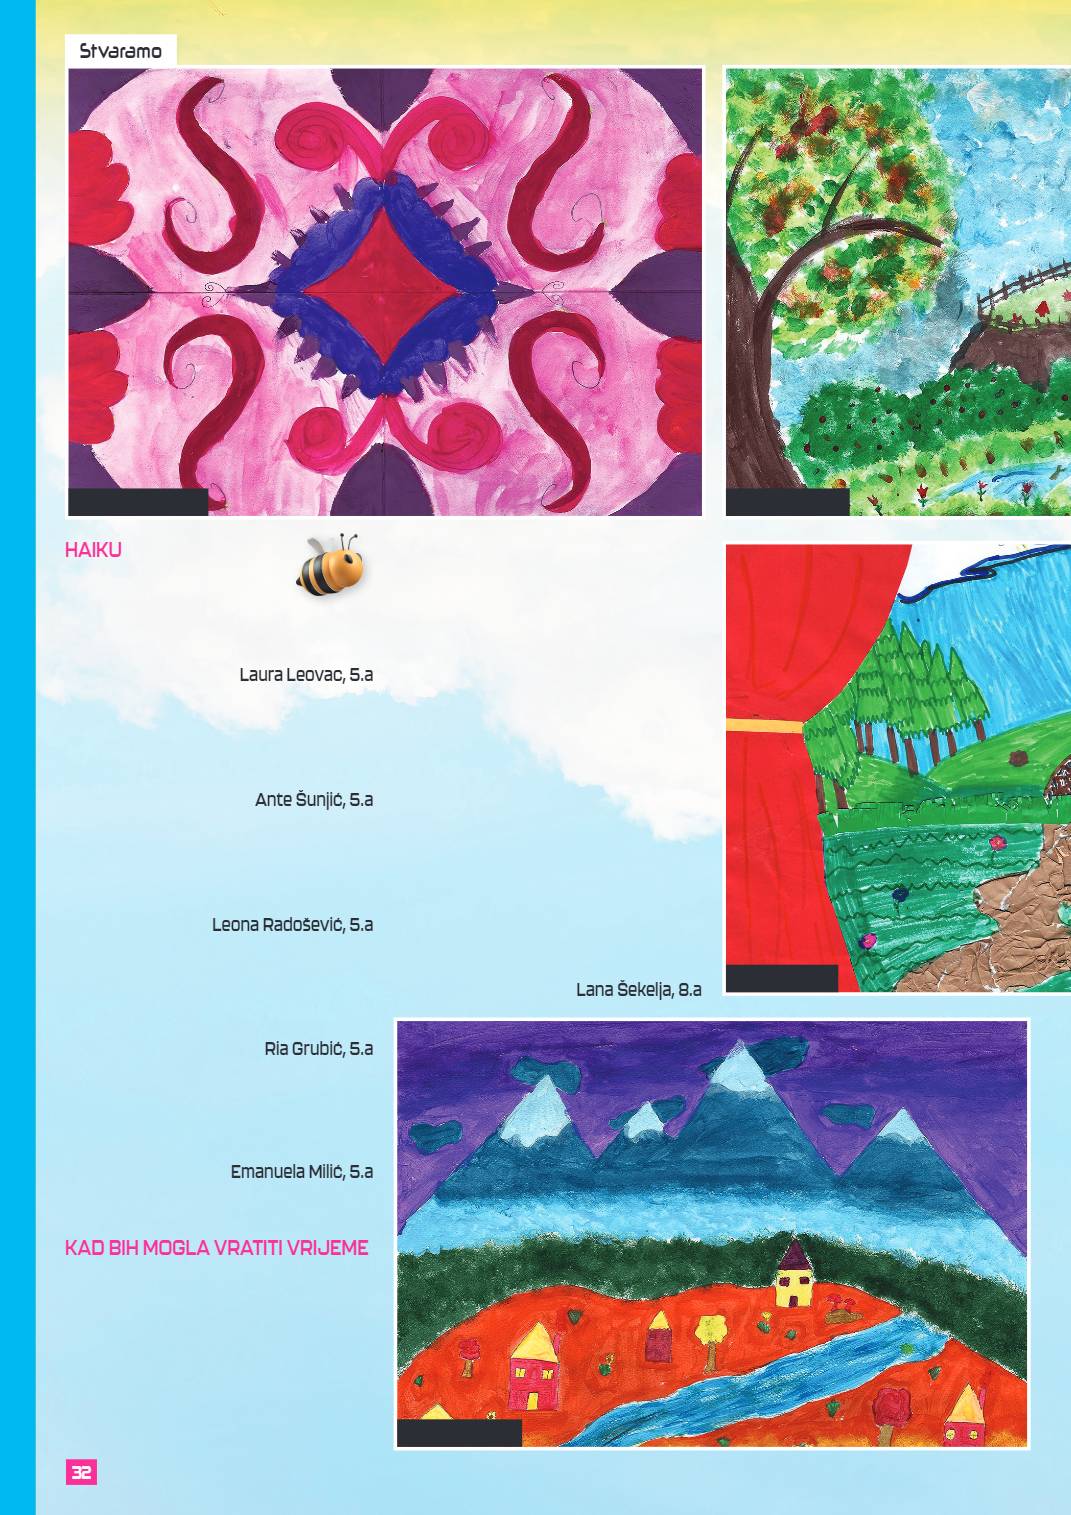 Stvaramo
HAIKU
Laura Leovac, 5.a
Ante Šunjić, 5.a
Leona Radošević, 5.a
Ria Grubić, 5.a
Emanuela Milić, 5.a
KAD BIH MOGLA VRATITI VRIJEME
Lana Šekelja, 8.a
32